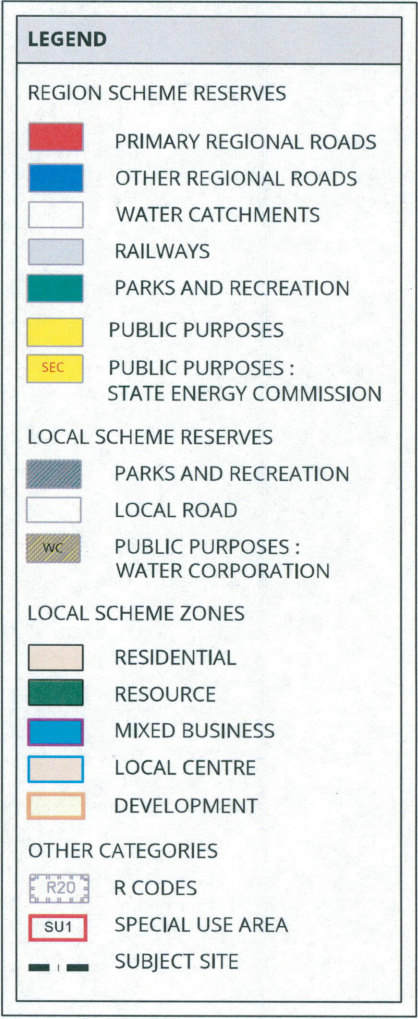 LEGEND
REGION SCHEME RESERVES
PRIMARY REGIONAL ROADS
OTHER REGIONAL ROADS
WATER CATCHMENTS
RAILWAYS
PARKS AND RECREATION
PUBLIC PURPOSES
SEC PUBLIC PURPOSES :
STATE ENERGY COMMISSION
LOCAL SCHEME RESERVES
PARKS AND RECREATION
LOCAL ROAD
WC PUBLIC PURPOSES :
WATER CORPORATION
LOCAL SCHEME ZONES
RESIDENTIAL
RESOURCE
MIXED BUSINESS
LOCAL CENTRE
DEVELOPMENT
OTHER CATEGORIES
R20 R CODES
SU1 SPECIAL USE AREA
SUBJECT SITE